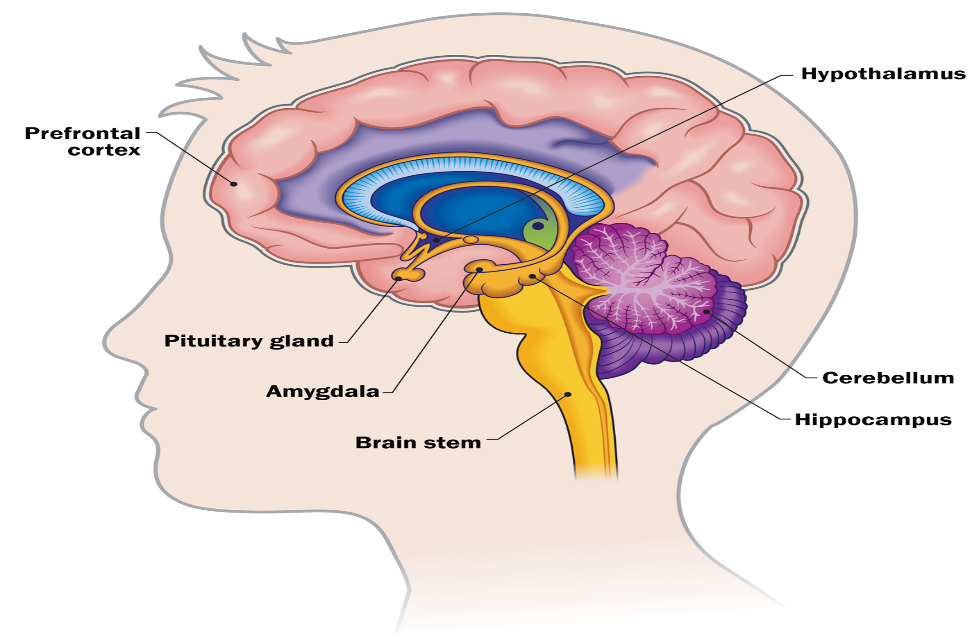 Hypothalamus
Prefrontal
cortex
Pituitary gland
Amygdala
Cerebellum
Hippocampus
Brain stem